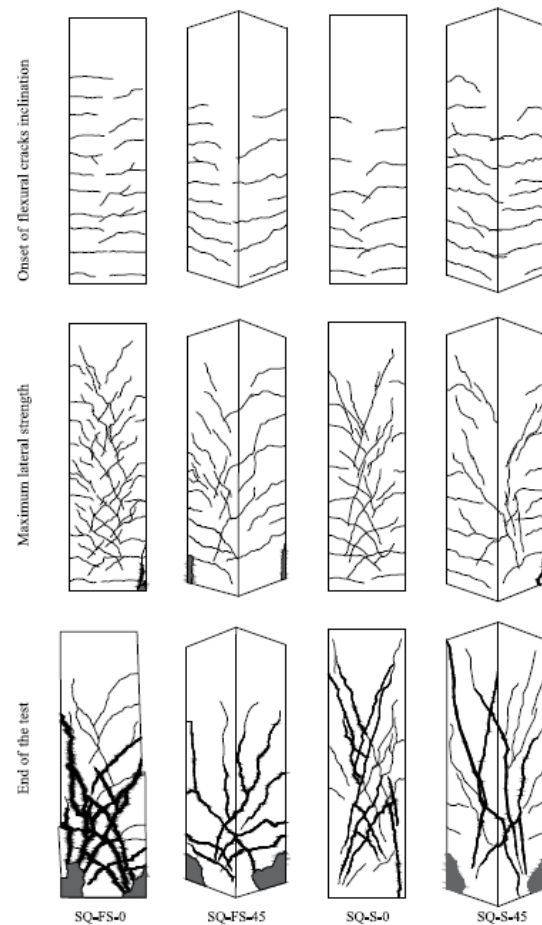 Onset of flexural cracks inclination
Maximum lateral strength
End of the test
SQ-FS-0
SQ-FS-45
SQ-S-0
SQ-S-45